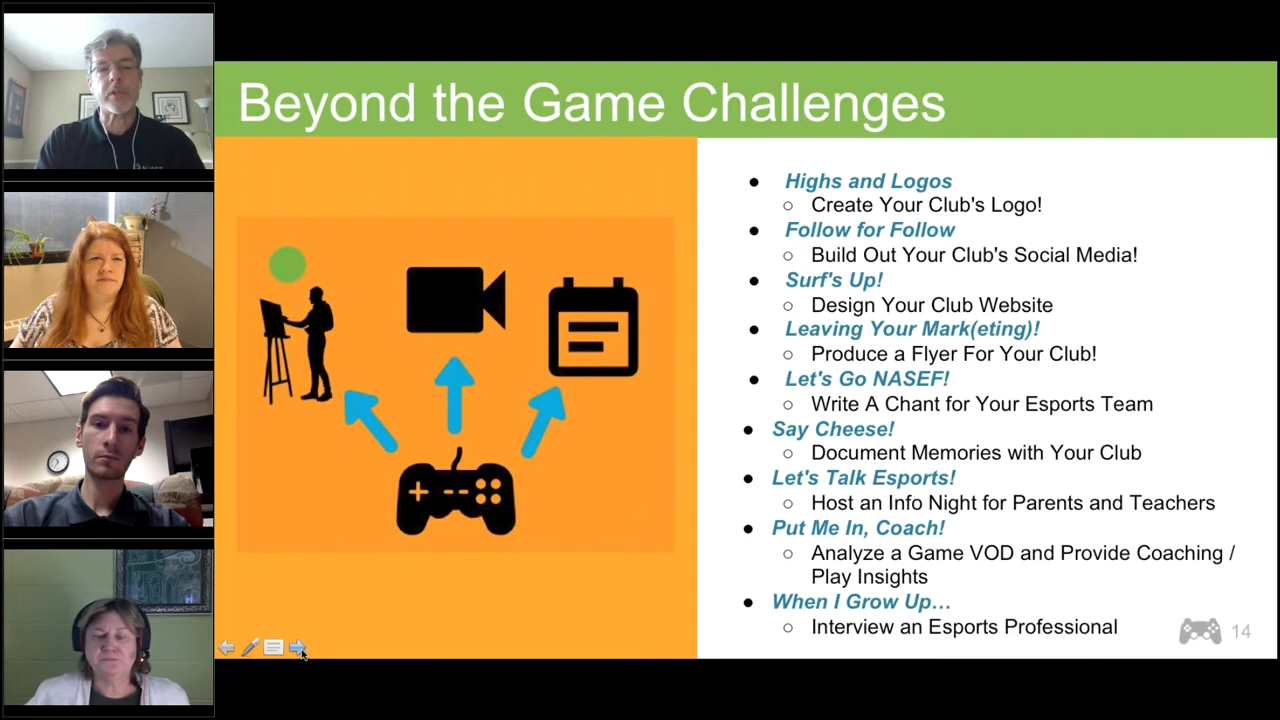 Beyond the Game Challenges
Highs and Logos
Create Your Club's Logo!
Follow for Follow
Build Out Your Club's Social Media!
Surf's Up!
Design Your Club Website
Leaving Your Mark(eting)!
Produce a Flyer For Your Club!
Let's Go NASEF!
Write A Chant for Your Esports Team
Say Cheese!
Document Memories with Your Club
Let's Talk Esports!
Host an Info Night for Parents and Teachers
Put Me In, Coach!
Analyze a Game VOD and Provide Coaching /
Play Insights
When I Grow Up…
Interview an Esports Professional
14